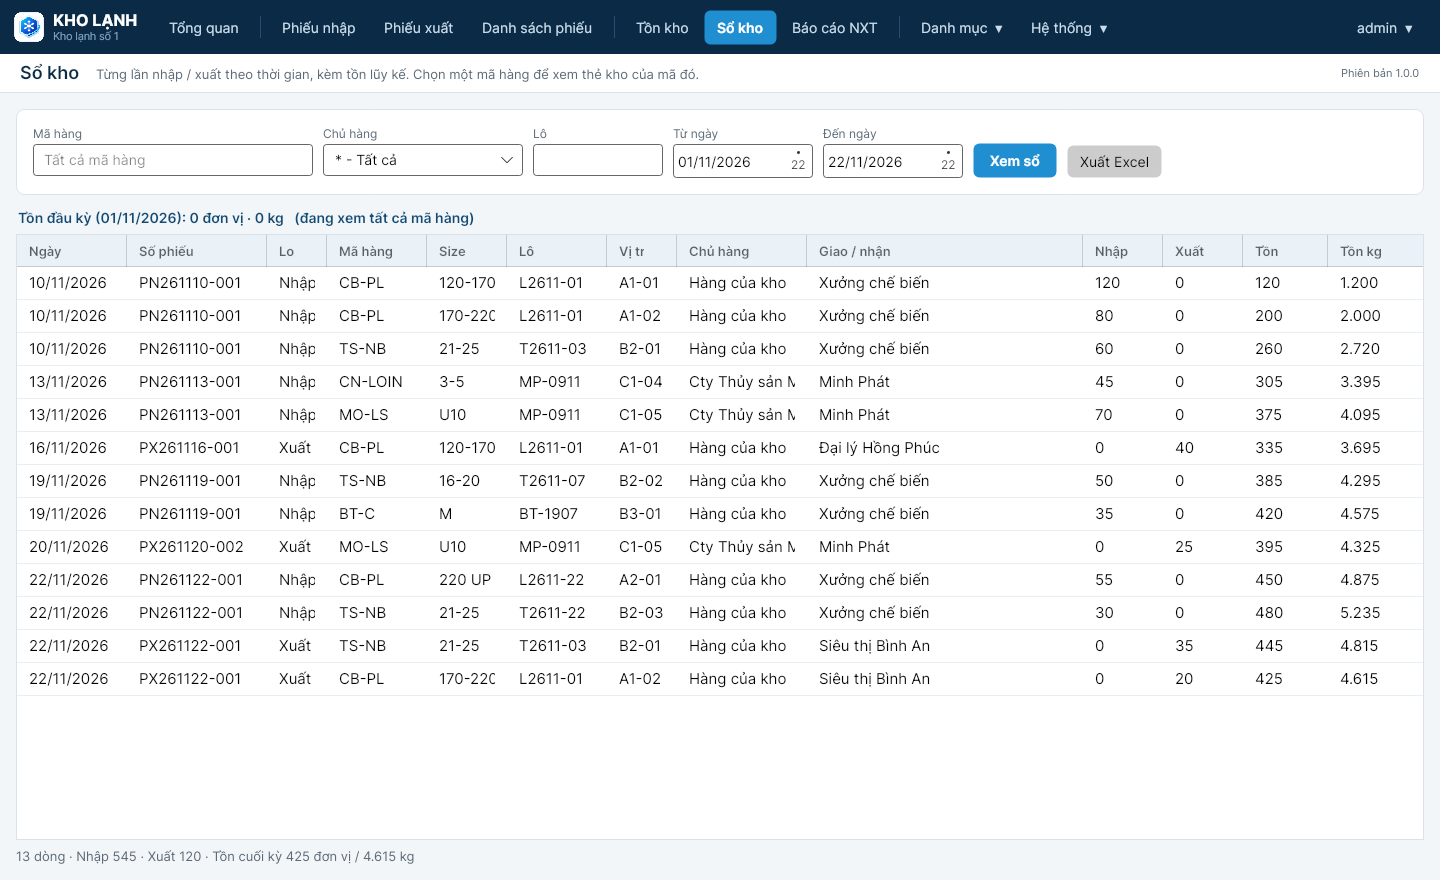 KHO LẠNH
Kho lạnh số 1
Tổng quan Phiếu nhập Phiếu xuất Danh sách phiếu Tồn kho Sổ kho Báo cáo NXT Danh mục ▾ Hệ thống ▾ admin ▾
Sổ kho Từng lần nhập / xuất theo thời gian, kèm tồn lũy kế. Chọn một mã hàng để xem thẻ kho của mã đó. Phiên bản 1.0.0
Mã hàng Chủ hàng Lô Từ ngày Đến ngày
Tất cả mã hàng * - Tất cả 01/11/2026 22 22/11/2026 22 Xem sổ Xuất Excel
Tồn đầu kỳ (01/11/2026): 0 đơn vị · 0 kg (đang xem tất cả mã hàng)
Ngày Số phiếu Lo Mã hàng Size Lô Vị tr Chủ hàng Giao / nhận Nhập Xuất Tồn Tồn kg
10/11/2026 PN261110-001 Nhập CB-PL 120-170 L2611-01 A1-01 Hàng của kho Xưởng chế biến 120 0 120 1.200
10/11/2026 PN261110-001 Nhập CB-PL 170-220 L2611-01 A1-02 Hàng của kho Xưởng chế biến 80 0 200 2.000
10/11/2026 PN261110-001 Nhập TS-NB 21-25 T2611-03 B2-01 Hàng của kho Xưởng chế biến 60 0 260 2.720
13/11/2026 PN261113-001 Nhập CN-LOIN 3-5 MP-0911 C1-04 Cty Thủy sản M Minh Phát 45 0 305 3.395
13/11/2026 PN261113-001 Nhập MO-LS U10 MP-0911 C1-05 Cty Thủy sản M Minh Phát 70 0 375 4.095
16/11/2026 PX261116-001 Xuất CB-PL 120-170 L2611-01 A1-01 Hàng của kho Đại lý Hồng Phúc 0 40 335 3.695
19/11/2026 PN261119-001 Nhập TS-NB 16-20 T2611-07 B2-02 Hàng của kho Xưởng chế biến 50 0 385 4.295
19/11/2026 PN261119-001 Nhập BT-C M BT-1907 B3-01 Hàng của kho Xưởng chế biến 35 0 420 4.575
20/11/2026 PX261120-002 Xuất MO-LS U10 MP-0911 C1-05 Cty Thủy sản M Minh Phát 0 25 395 4.325
22/11/2026 PN261122-001 Nhập CB-PL 220 UP L2611-22 A2-01 Hàng của kho Xưởng chế biến 55 0 450 4.875
22/11/2026 PN261122-001 Nhập TS-NB 21-25 T2611-22 B2-03 Hàng của kho Xưởng chế biến 30 0 480 5.235
22/11/2026 PX261122-001 Xuất TS-NB 21-25 T2611-03 B2-01 Hàng của kho Siêu thị Bình An 0 35 445 4.815
22/11/2026 PX261122-001 Xuất CB-PL 170-220 L2611-01 A1-02 Hàng của kho Siêu thị Bình An 0 20 425 4.615
13 dòng · Nhập 545 · Xuất 120 · Tồn cuối kỳ 425 đơn vị / 4.615 kg